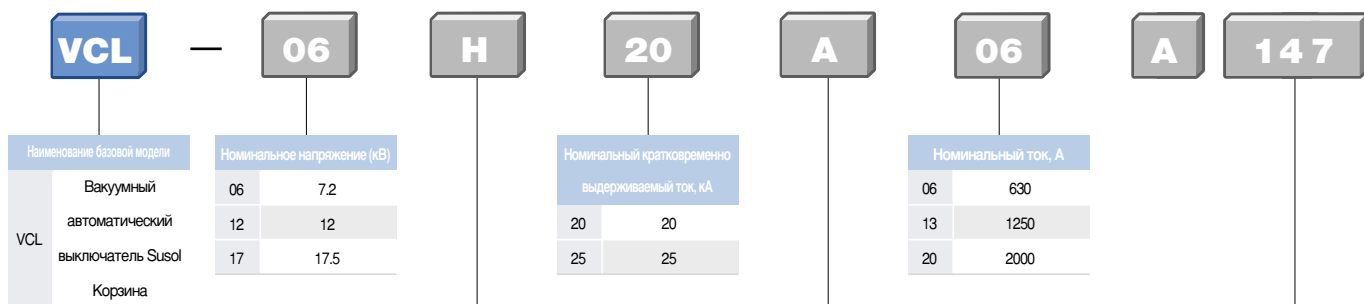 VCL — 06 H 20 A 06 A 147
Наименование базовой модели
VCL
Вакуумный
автоматический
выключатель Susol
Корзина
Номинальное напряжение (кВ)
06 7.2
12 12
17 17.5
Номинальный кратковременно
выдерживаемый ток, кА
20 20
25 25
Номинальный ток, А
06 630
13 1250
20 2000